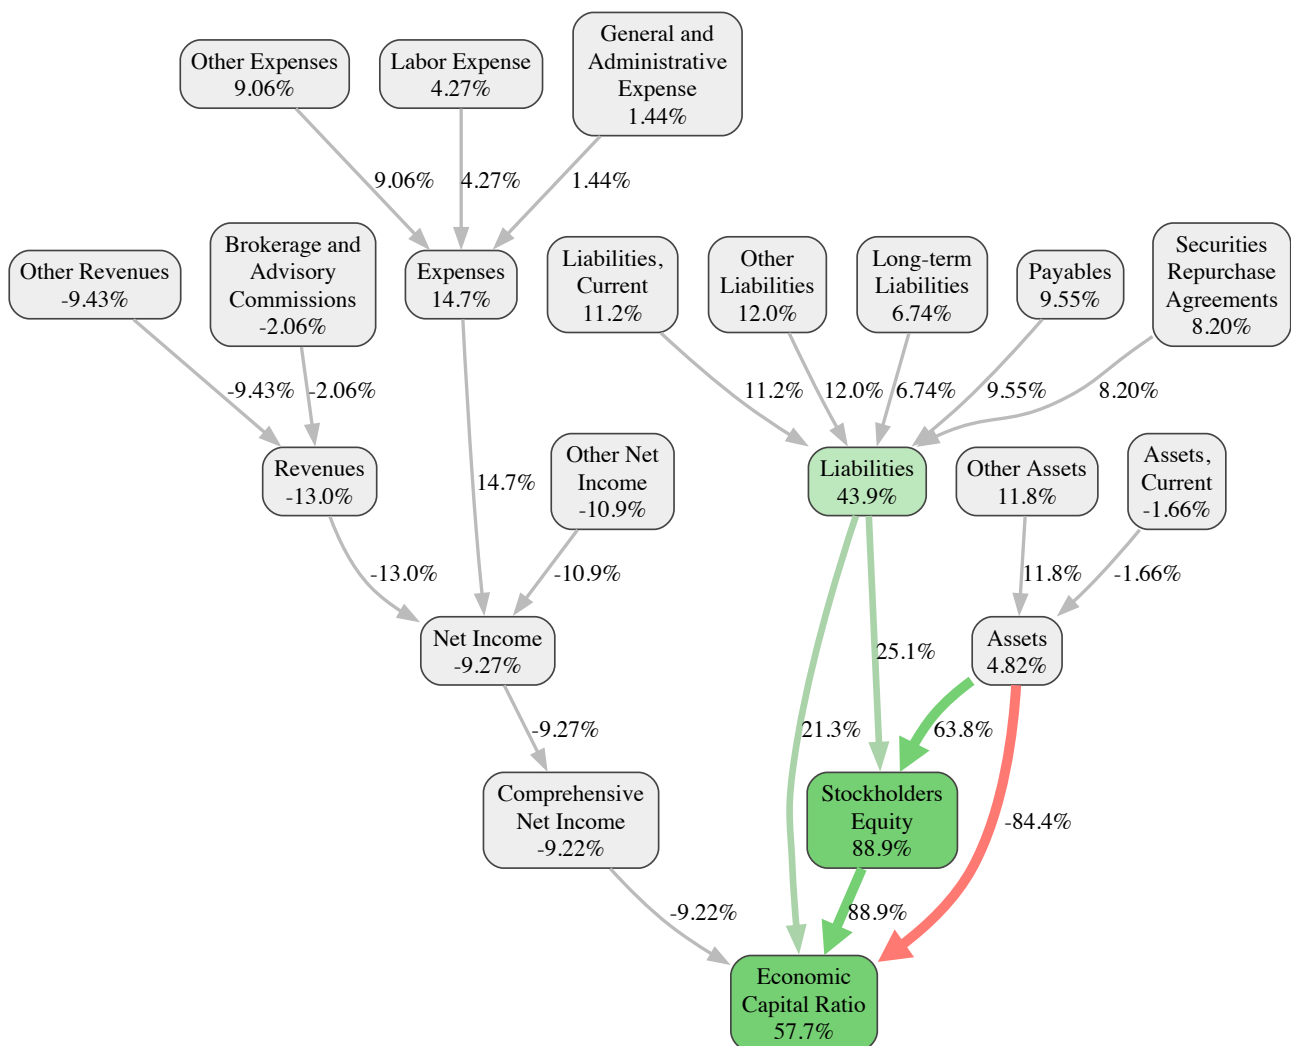 General and
Administrative
Expense
1.44%
Other Expenses
9.06%
Labor Expense
4.27%
9.06%
4.27%
1.44%
Other Revenues
-9.43%
Brokerage and
Advisory
Commissions
-2.06%
Expenses
14.7%
Liabilities,
Current
11.2%
Other
Liabilities
12.0%
Long-term
Liabilities
6.74%
Payables
9.55%
Securities
Repurchase
Agreements
8.20%
-9.43%
-2.06%
11.2%
12.0%
6.74%
9.55%
8.20%
Revenues
-13.0%
14.7%
Other Net
Income
-10.9%
Liabilities
43.9%
Other Assets
11.8%
Assets,
Current
-1.66%
-13.0%
-10.9%
11.8%
-1.66%
Net Income
-9.27%
25.1%
Assets
4.82%
-9.27%
21.3%
63.8%
Comprehensive
Net Income
-9.22%
Stockholders
Equity
88.9%
-84.4%
-9.22%
88.9%
Economic
Capital Ratio
57.7%